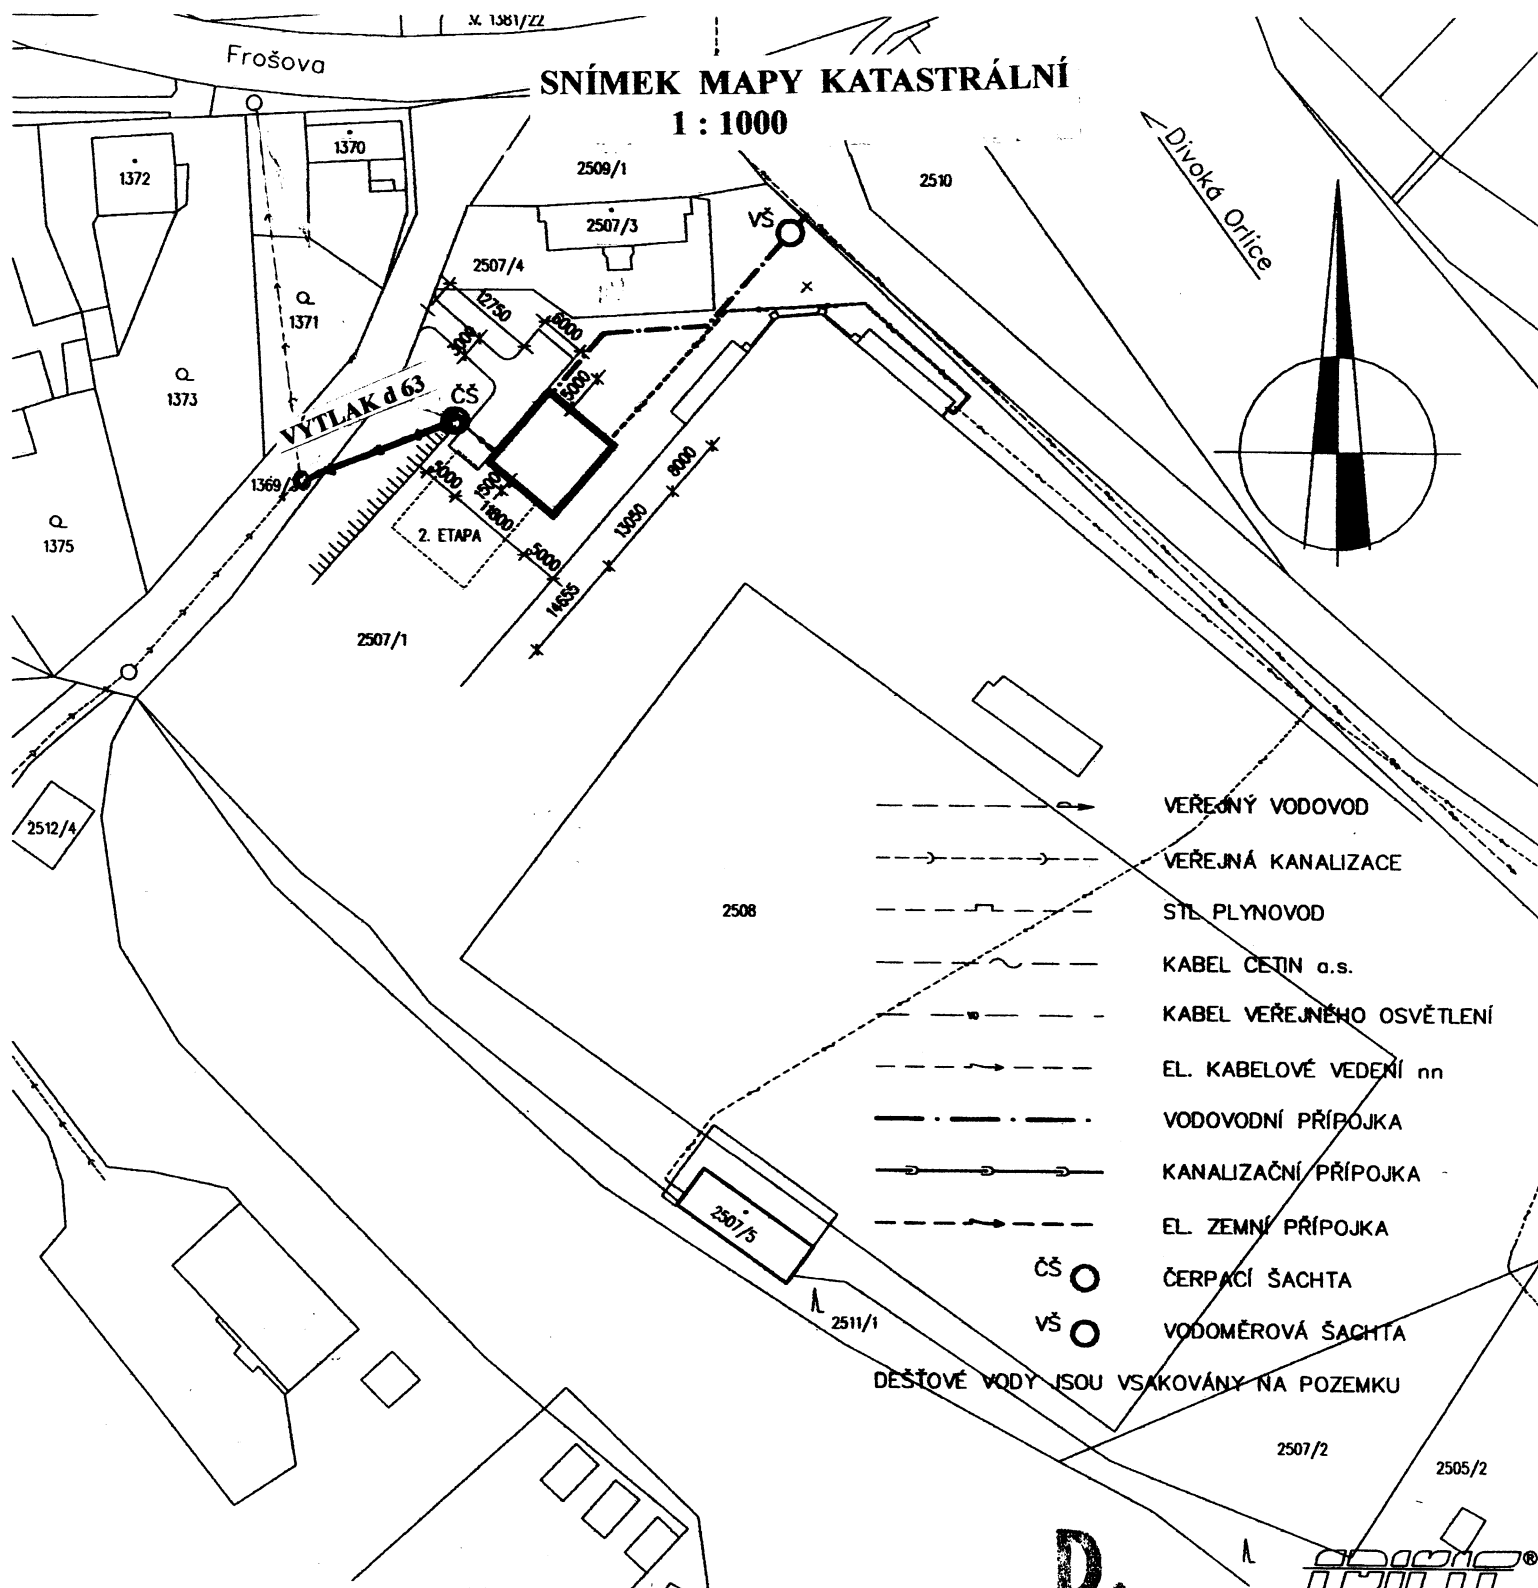 Frošova
SNÍMEK MAPY KATASTRÁLNÍ
1 : 1000
Divoká Orlice
1372
1370
2509/1
2510
2507/3
VŠ
2507/4
1371
12750
6000
3000
5000
1373
VÝTLAK d 63
ČŠ
1369/
5000
1500
11800
5000
8000
13050
14655
1375
2. ETAPA
2507/1
2512/4
2508
VEŘEJNÝ VODOVOD
VEŘEJNÁ KANALIZACE
STL PLYNOVOD
KABEL CETIN a.s.
KABEL VEŘEJNÉHO OSVĚTLENÍ
EL. KABELOVÉ VEDENÍ nn
VODOVODNÍ PŘÍPOJKA
KANALIZAČNÍ PŘÍPOJKA
EL. ZEMNÍ PŘÍPOJKA
ČŠ ČERPACÍ ŠACHTA
VŠ VODOMĚROVÁ ŠACHTA
DEŠŤOVÉ VODY JSOU VSAKOVÁNY NA POZEMKU
2507/5
2511/1
2507/2
2505/2
D.